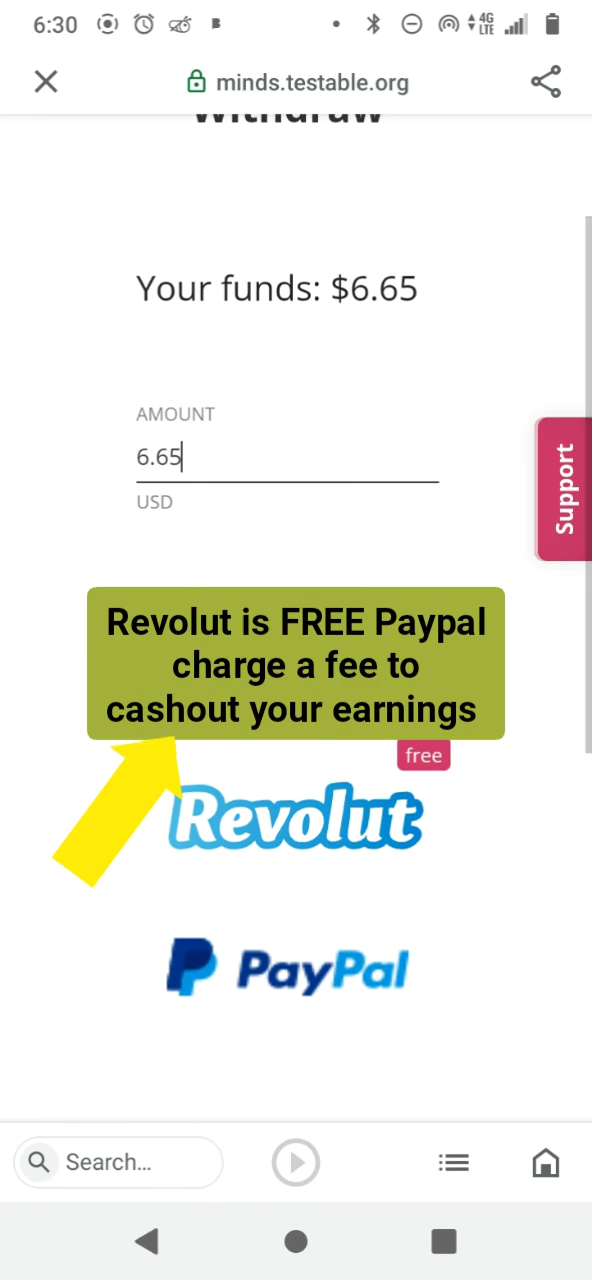 6:30
4G
LTE
minds.testable.org
Withdraw
Your funds: $6.65
AMOUNT
6.65
USD
Support
Revolut is FREE Paypal
charge a fee to
cashout your earnings
free
Revolut
PayPal
Search...